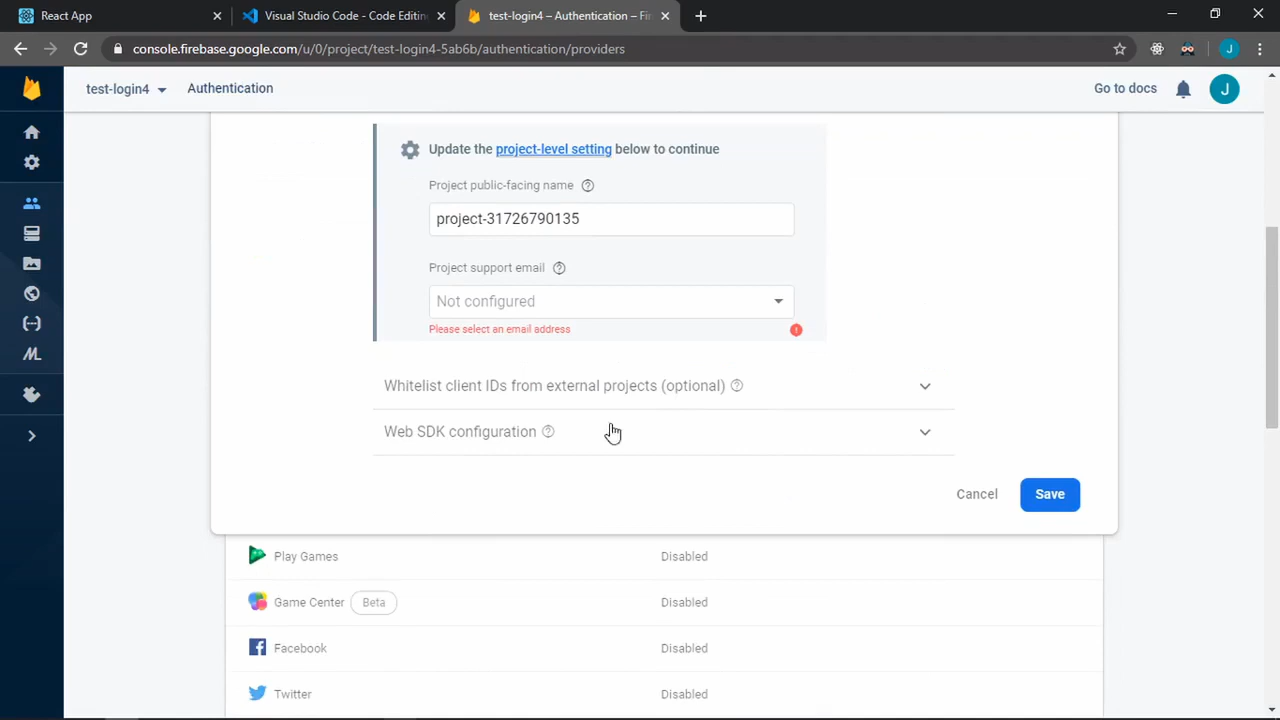 React App
Visual Studio Code - Code Editin
test-login4 – Authentication – Fi
console.firebase.google.com/u/0/project/test-login4-5ab6b/authentication/providers
J
test-login4
Authentication
Go to docs
J
Update the project-level setting below to continue
Project public-facing name
project-31726790135
Project support email
Not configured
Please select an email address
Whitelist client IDs from external projects (optional)
Web SDK configuration
Cancel
Save
Play Games
Disabled
Game Center
Beta
Disabled
Facebook
Disabled
Twitter
Disabled